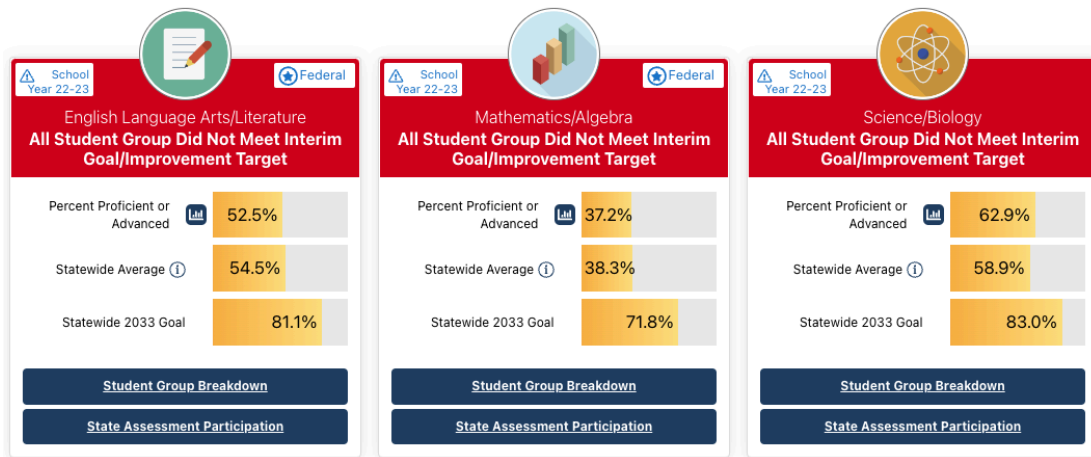 School
Year 22-23
Federal
English Language Arts/Literature
All Student Group Did Not Meet Interim
Goal/Improvement Target
Percent Proficient or
Advanced
52.5%
Statewide Average
54.5%
Statewide 2033 Goal
81.1%
Student Group Breakdown
State Assessment Participation
School
Year 22-23
Federal
Mathematics/Algebra
All Student Group Did Not Meet Interim
Goal/Improvement Target
Percent Proficient or
Advanced
37.2%
Statewide Average
38.3%
Statewide 2033 Goal
71.8%
Student Group Breakdown
State Assessment Participation
School
Year 22-23
Science/Biology
All Student Group Did Not Meet Interim
Goal/Improvement Target
Percent Proficient or
Advanced
62.9%
Statewide Average
58.9%
Statewide 2033 Goal
83.0%
Student Group Breakdown
State Assessment Participation